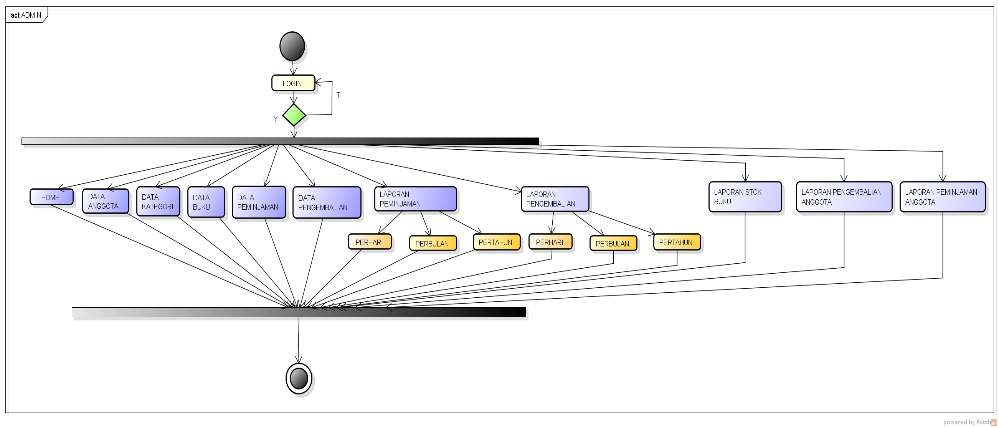 act ADMIN
LOGIN
T
Y
HOME
DATA
ANGGOTA
DATA
KATEGORI
DATA
BUKU
DATA
PEMINJAMAN
DATA
PENGEMBALIAN
LAPORAN
PEMINJAMAN
LAPORAN
PENGEMBALIAN
LAPORAN STOK
BUKU
LAPORAN PENGEMBALIAN
ANGGOTA
LAPORAN PEMINJAMAN
ANGGOTA
PERHARI
PERBULAN
PERTAHUN
PERHARI
PERBULAN
PERTAHUN
powered by Astah